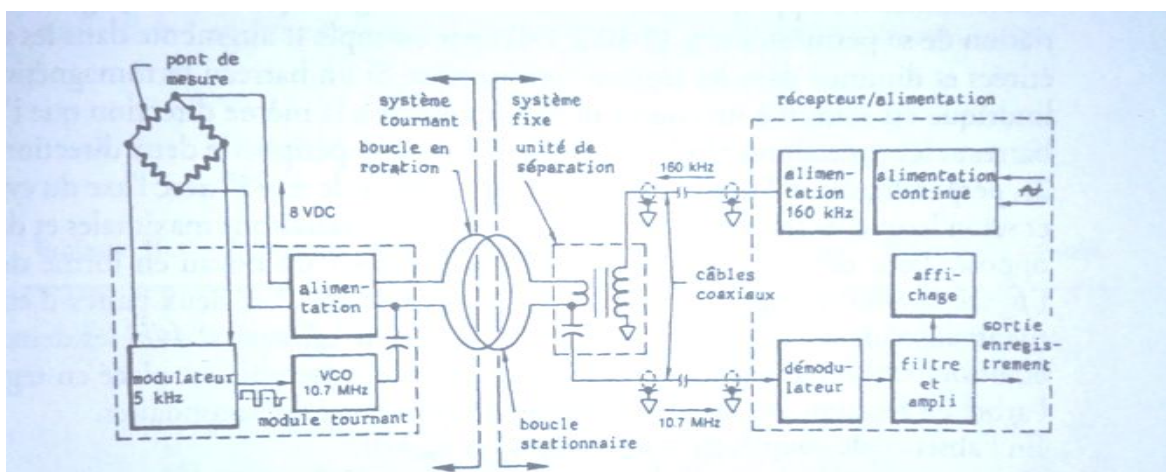 pont de
mesure
système
tournant
système
fixe
boucle en
rotation
unité de
séparation
récepteur/alimentation
160 kHz
alimen-
tation
160 kHz
alimentation
continue
8 VDC
alimen-
tation
câbles
coaxiaux
affi-
chage
sortie
enregis-
trement
modulateur
5 kHz
VCO
10.7 MHz
module tournant
démodu-
lateur
filtre
et
ampli
boucle
stationnaire
10.7 MHz